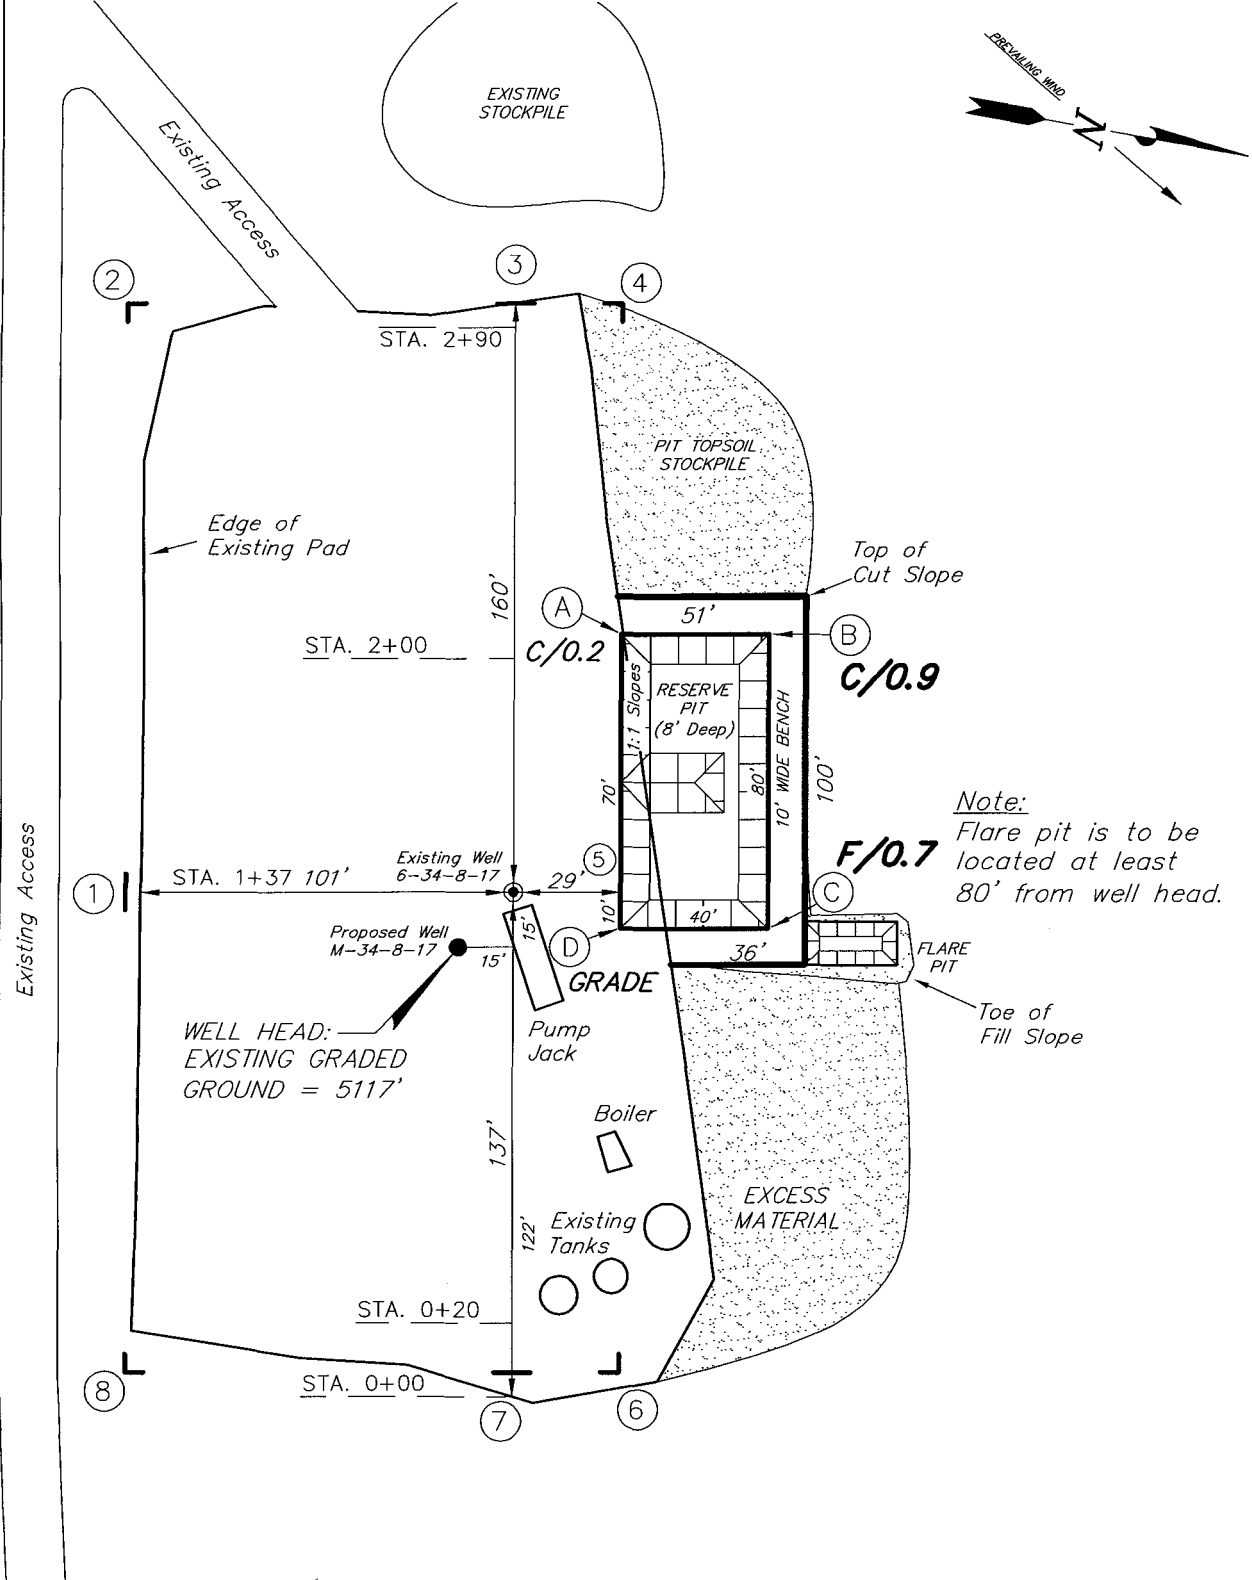 EXISTING
STOCKPILE
PREVAILING WIND
N
Existing Access
2
3
4
STA. 2+90
PIT TOPSOIL
STOCKPILE
Edge of
Existing Pad
Top of
Cut Slope
160'
A
51'
B
STA. 2+00
C/0.2
C/0.9
1:1 Slopes
RESERVE
PIT
(8' Deep)
10' WIDE BENCH
70'
80'
100'
Note:
Flare pit is to be
located at least
80' from well head.
F/0.7
Existing Access
1
STA. 1+37 101'
Existing Well
6-34-8-17
29'
5
C
10'
40'
Proposed Well
M-34-8-17
15'
15'
D
36'
GRADE
FLARE
PIT
Toe of
Fill Slope
WELL HEAD:
EXISTING GRADED
GROUND = 5117'
Pump
Jack
Boiler
137'
122'
Existing
Tanks
EXCESS
MATERIAL
STA. 0+20
8
STA. 0+00
7
6